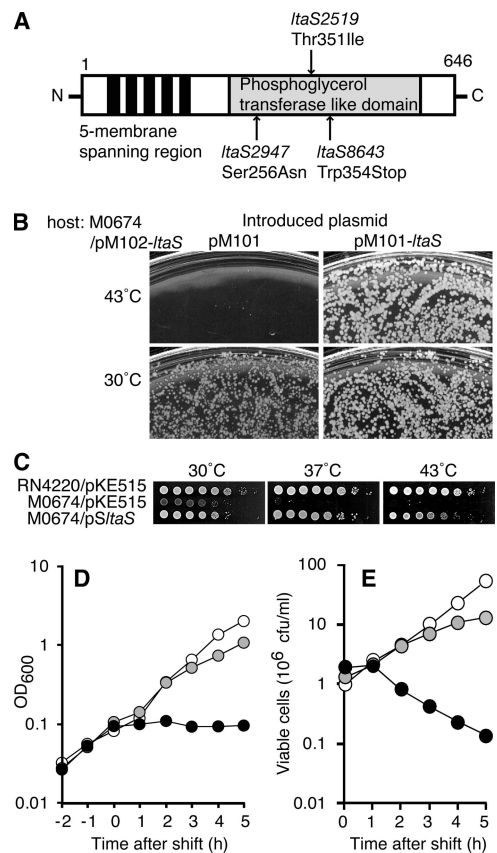 A
ltaS2519
Thr351Ile
1
646
N
Phosphoglycerol
transferase like domain
C
5-membrane
spanning region
ltaS2947
Ser256Asn
ltaS8643
Trp354Stop
B
host: M0674
/pM102-ltaS
Introduced plasmid
pM101
pM101-ltaS
43°C
30°C
C
30°C
37°C
43°C
RN4220/pKE515
M0674/pKE515
M0674/pSltaS
D
OD600
10
1
0.1
0.01
-2 -1 0 1 2 3 4 5
Time after shift (h)
E
Viable cells (10^6 cfu/ml)
100
10
1
0.1
0.01
0 1 2 3 4 5
Time after shift (h)